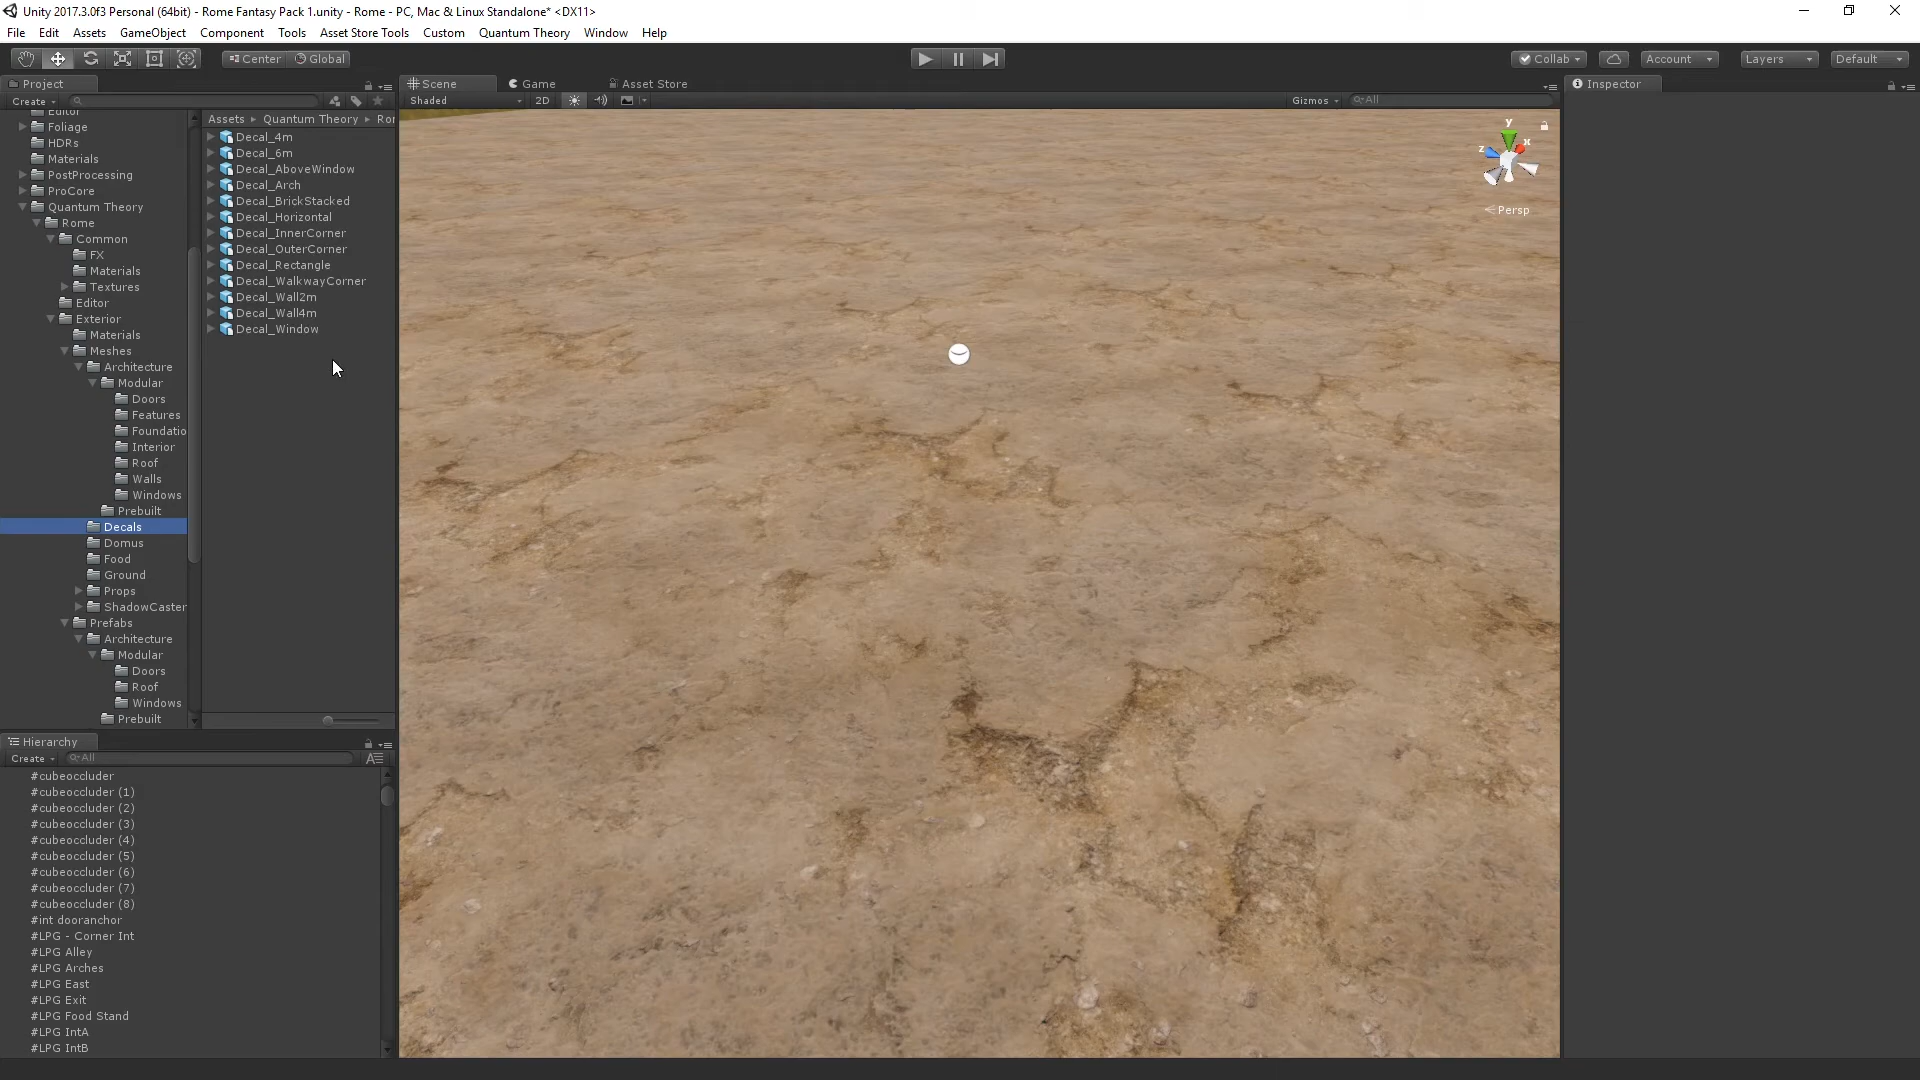 Unity 2017.3.0f3 Personal (64bit) - Rome Fantasy Pack 1.unity - Rome - PC, Mac & Linux Standalone* <DX11>
File Edit Assets GameObject Component Tools Asset Store Tools Custom Quantum Theory Window Help
Center Global Collab Account Layers Default
Project
Create
Editor
Foliage
HDRs
Materials
PostProcessing
ProCore
Quantum Theory
Rome
Common
FX
Materials
Textures
Editor
Exterior
Materials
Meshes
Architecture
Modular
Doors
Features
Foundatio
Interior
Roof
Walls
Windows
Prebuilt
Decals
Domus
Food
Ground
Props
ShadowCaster
Prefabs
Architecture
Modular
Doors
Roof
Windows
Prebuilt
Assets Quantum Theory Ror
Decal_4m
Decal_6m
Decal_AboveWindow
Decal_Arch
Decal_BrickStacked
Decal_Horizontal
Decal_InnerCorner
Decal_OuterCorner
Decal_Rectangle
Decal_WalkwayCorner
Decal_Wall2m
Decal_Wall4m
Decal_Window
Scene Game Asset Store
Shaded 2D Gizmos All
y
x
z
Persp
Inspector
Hierarchy
Create All
#cubeoccluder
#cubeoccluder (1)
#cubeoccluder (2)
#cubeoccluder (3)
#cubeoccluder (4)
#cubeoccluder (5)
#cubeoccluder (6)
#cubeoccluder (7)
#cubeoccluder (8)
#int dooranchor
#LPG - Corner Int
#LPG Alley
#LPG Arches
#LPG East
#LPG Exit
#LPG Food Stand
#LPG IntA
#LPG IntB